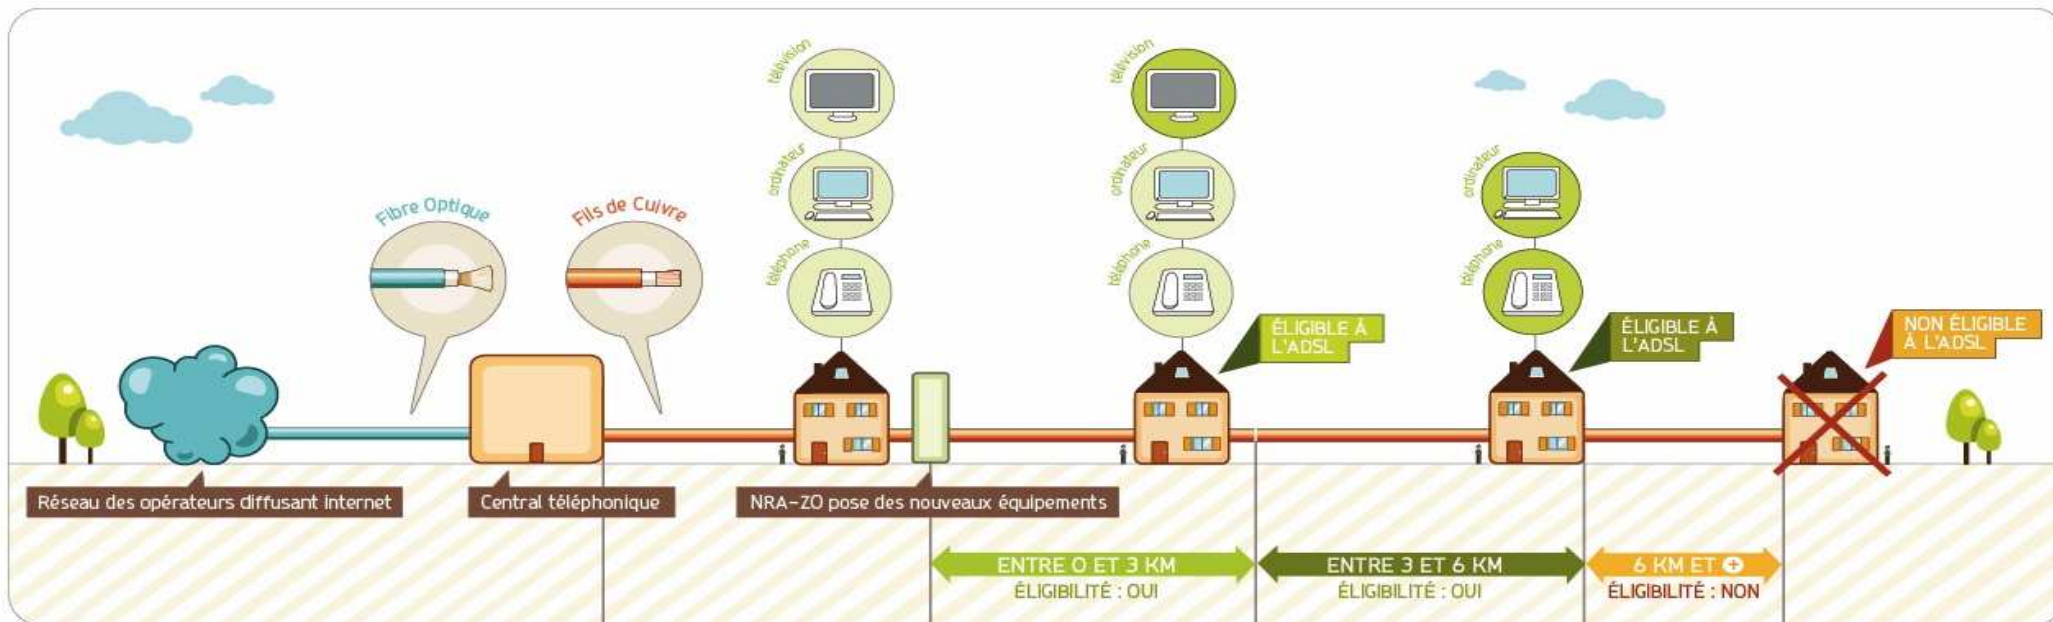 télévision
ordinateur
téléphone
télévision
ordinateur
téléphone
ordinateur
téléphone
Fibre Optique
Fils de Cuivre
ÉLIGIBLE À
L'ADSL
ÉLIGIBLE À
L'ADSL
NON ÉLIGIBLE
À L'ADSL
Réseau des opérateurs diffusant internet
Central téléphonique
NRA-ZO pose des nouveaux équipements
ENTRE 0 ET 3 KM
ÉLIGIBILITÉ : OUI
ENTRE 3 ET 6 KM
ÉLIGIBILITÉ : OUI
6 KM ET +
ÉLIGIBILITÉ : NON